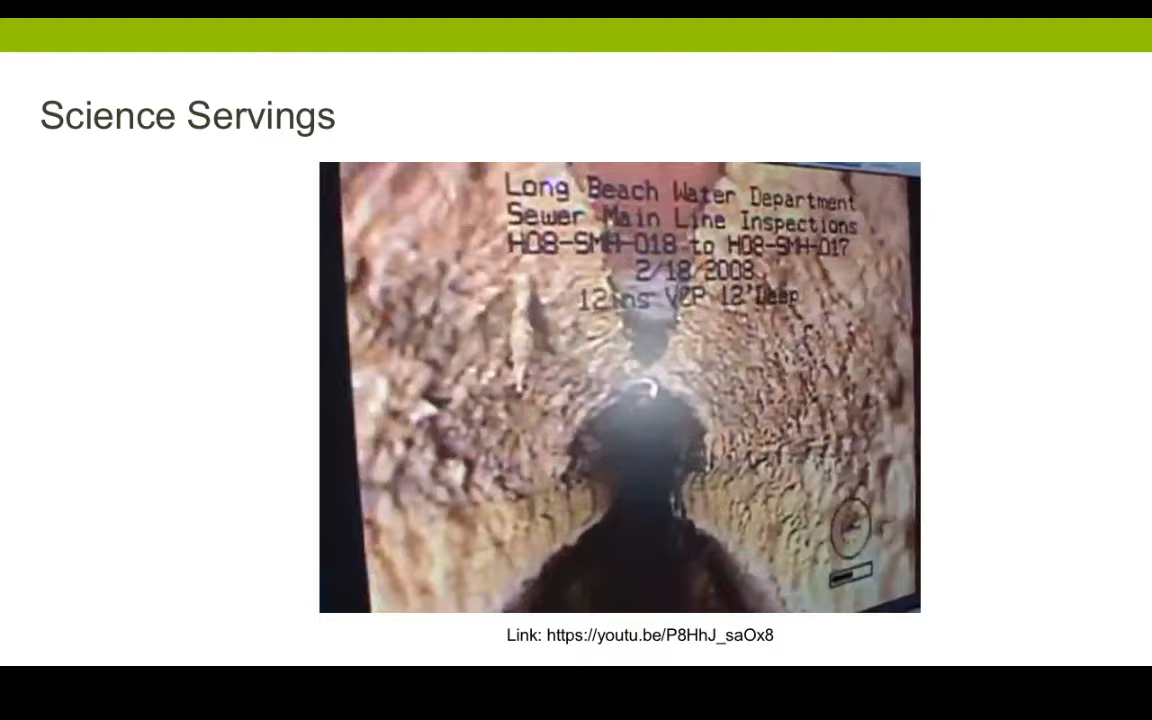 Science Servings
Long Beach Water Department
Sewer Main Line Inspections
H08-SMH-018 to H08-SMH-017
2/18/2008
12ins VCP 12'Deep
Link: https://youtu.be/P8HhJ_saOx8